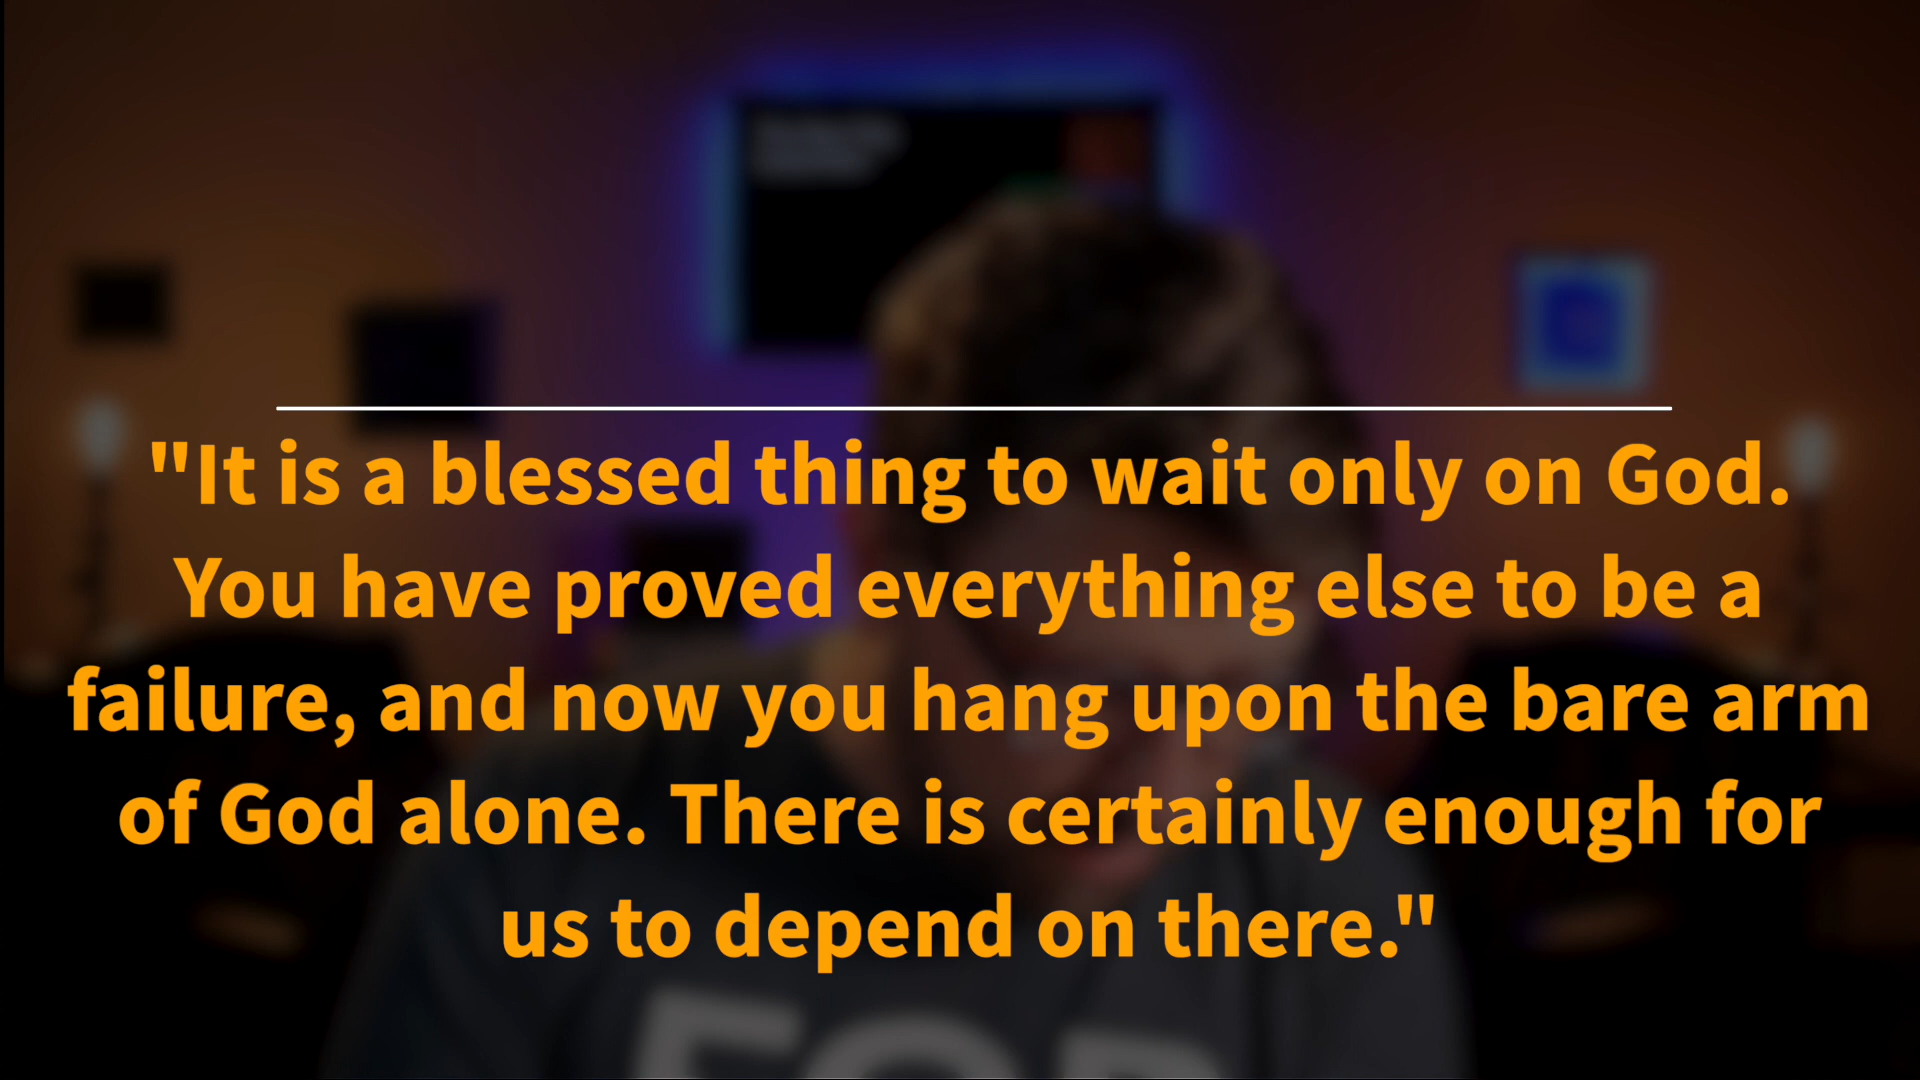 "It is a blessed thing to wait only on God.
You have proved everything else to be a
failure, and now you hang upon the bare arm
of God alone. There is certainly enough for
us to depend on there."
FOR